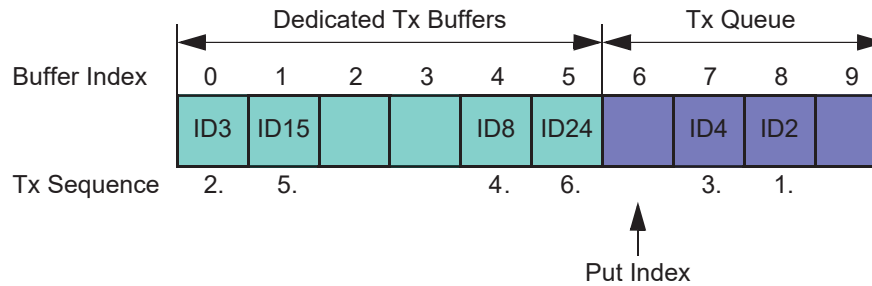 Dedicated Tx Buffers Tx Queue
Buffer Index 0 1 2 3 4 5 6 7 8 9
ID3 ID15 ID8 ID24 ID4 ID2
Tx Sequence 2. 5. 4. 6. 3. 1.
Put Index